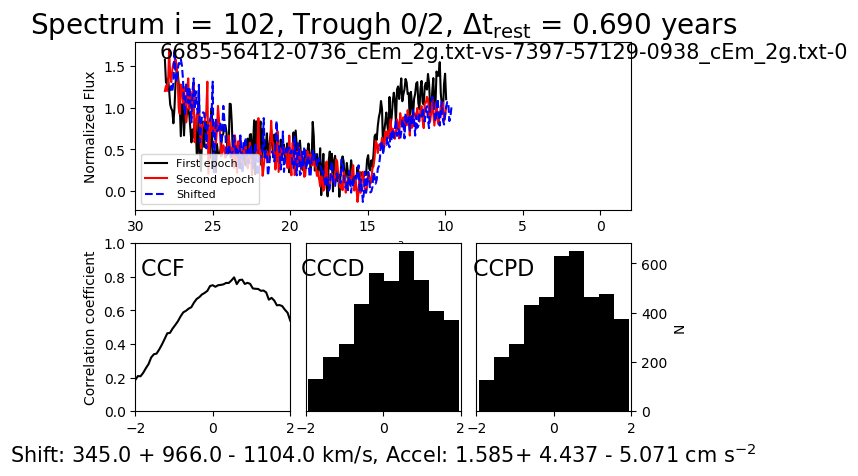 Spectrum i = 102, Trough 0/2, Δt_rest = 0.690 years
6685-56412-0736_cEm_2g.txt-vs-7397-57129-0938_cEm_2g.txt-0
Normalized Flux
1.5
1.0
0.5
0.0
First epoch
Second epoch
Shifted
30 25 20 15 10 5 0
Correlation coefficient
1.0
0.8
0.6
0.4
0.2
0.0
CCF
−2 0 2
CCCD
−2 0 2
CCPD
−2 0 2
600
400
200
0
N
Shift: 345.0 + 966.0 - 1104.0 km/s, Accel: 1.585+ 4.437 - 5.071 cm s⁻²